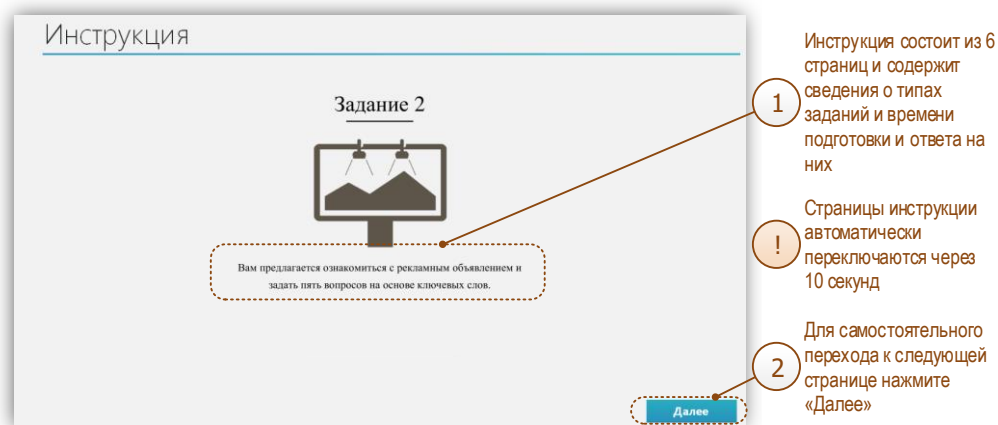 Инструкция
Задание 2
Вам предлагается ознакомиться с рекламным объявлением и
задать пять вопросов на основе ключевых слов.
Далее
1
Инструкция состоит из 6
страниц и содержит
сведения о типах
заданий и времени
подготовки и ответа на
них
!
Страницы инструкции
автоматически
переключаются через
10 секунд
2
Для самостоятельного
перехода к следующей
странице нажмите
«Далее»